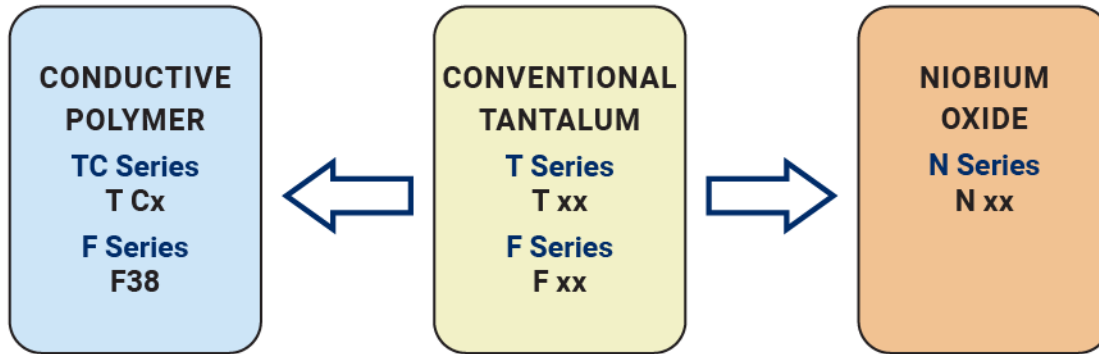 CONDUCTIVE
POLYMER
TC Series
T Cx
F Series
F38
CONVENTIONAL
TANTALUM
T Series
T xx
F Series
F xx
NIOBIUM
OXIDE
N Series
N xx